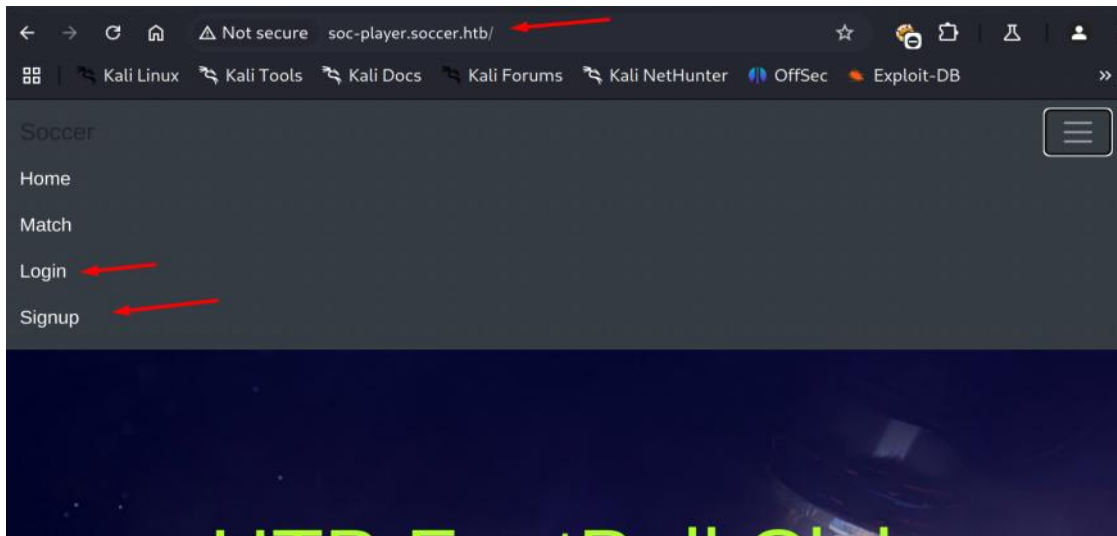 Not secure soc-player.soccer.htb/
Kali Linux Kali Tools Kali Docs Kali Forums Kali NetHunter OffSec Exploit-DB »
Soccer
Home
Match
Login
Signup